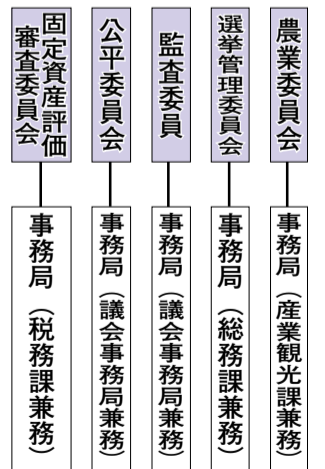 農業委員会
事務局（産業観光課兼務）
選挙管理委員会
事務局（総務課兼務）
監査委員
事務局（議会事務局兼務）
公平委員会
事務局（議会事務局兼務）
固定資産評価
審査委員会
事務局（税務課兼務）